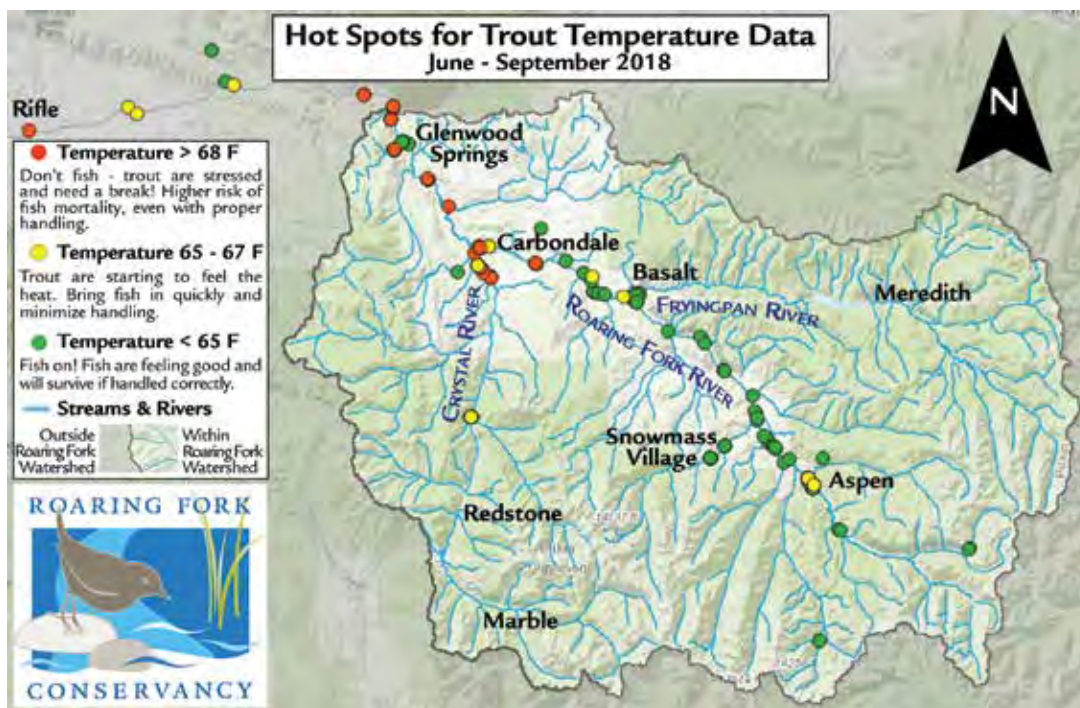 Hot Spots for Trout Temperature Data
June - September 2018
N
Rifle
Temperature > 68 F
Don't fish - trout are stressed
and need a break! Higher risk of
fish mortality, even with proper
handling.
Temperature 65 - 67 F
Trout are starting to feel the
heat. Bring fish in quickly and
minimize handling.
Temperature < 65 F
Fish on! Fish are feeling good and
will survive if handled correctly.
Streams & Rivers
Outside
Roaring Fork
Watershed
Within
Roaring Fork
Watershed
Glenwood
Springs
Carbondale
Basalt
Meredith
FRYINGPAN RIVER
ROARING FORK RIVER
CRYSTAL RIVER
Snowmass
Village
Aspen
Redstone
Marble
ROARING FORK
CONSERVANCY